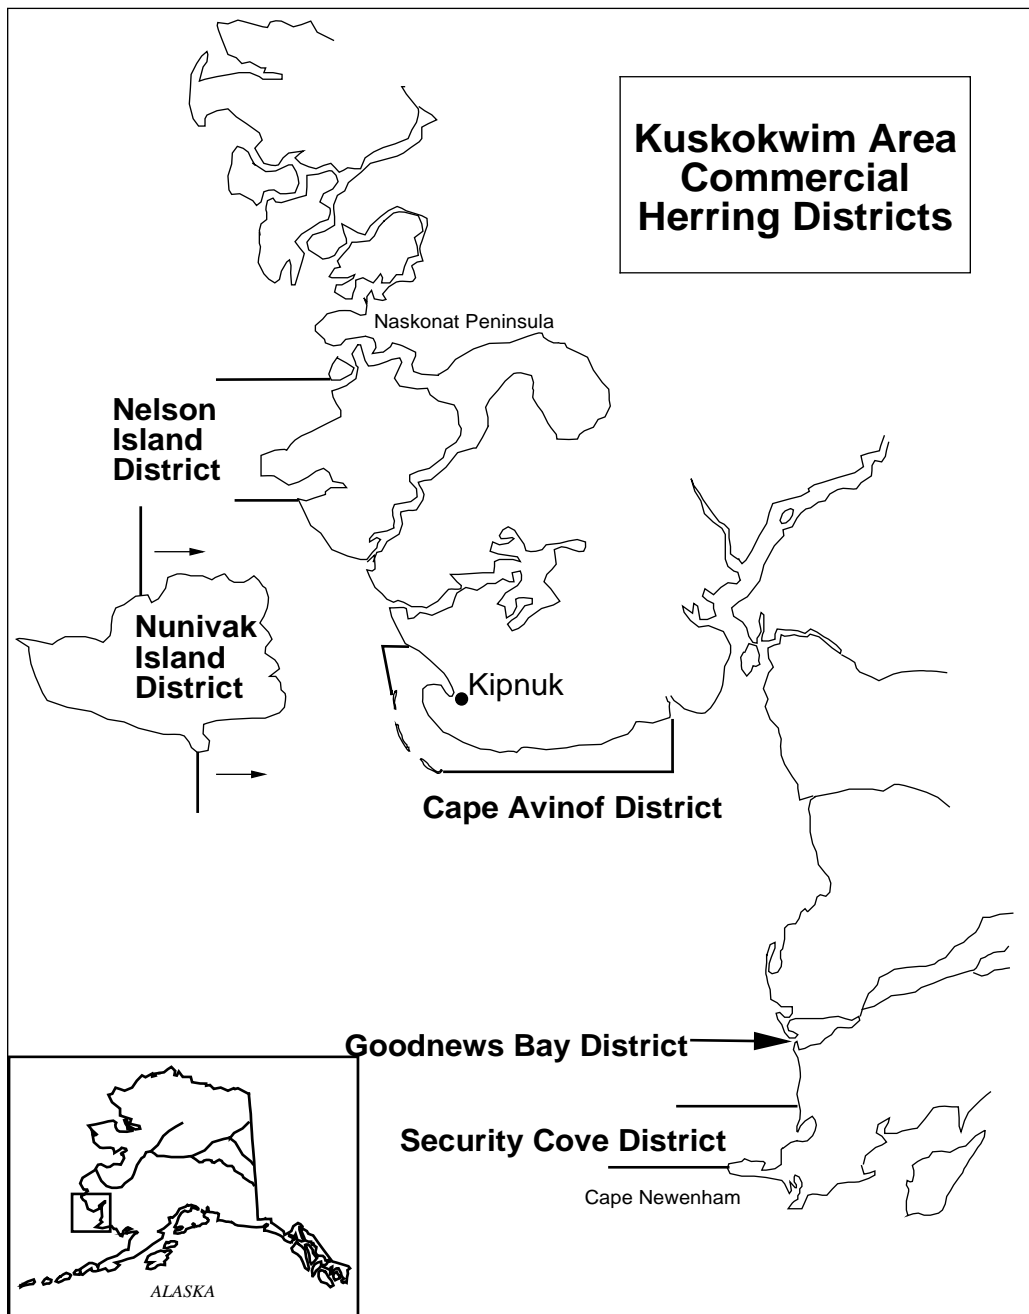 Kuskokwim Area
Commercial
Herring Districts
Naskonat Peninsula
Nelson
Island
District
Nunivak
Island
District
Kipnuk
Cape Avinof District
Goodnews Bay District
Security Cove District
Cape Newenham
ALASKA